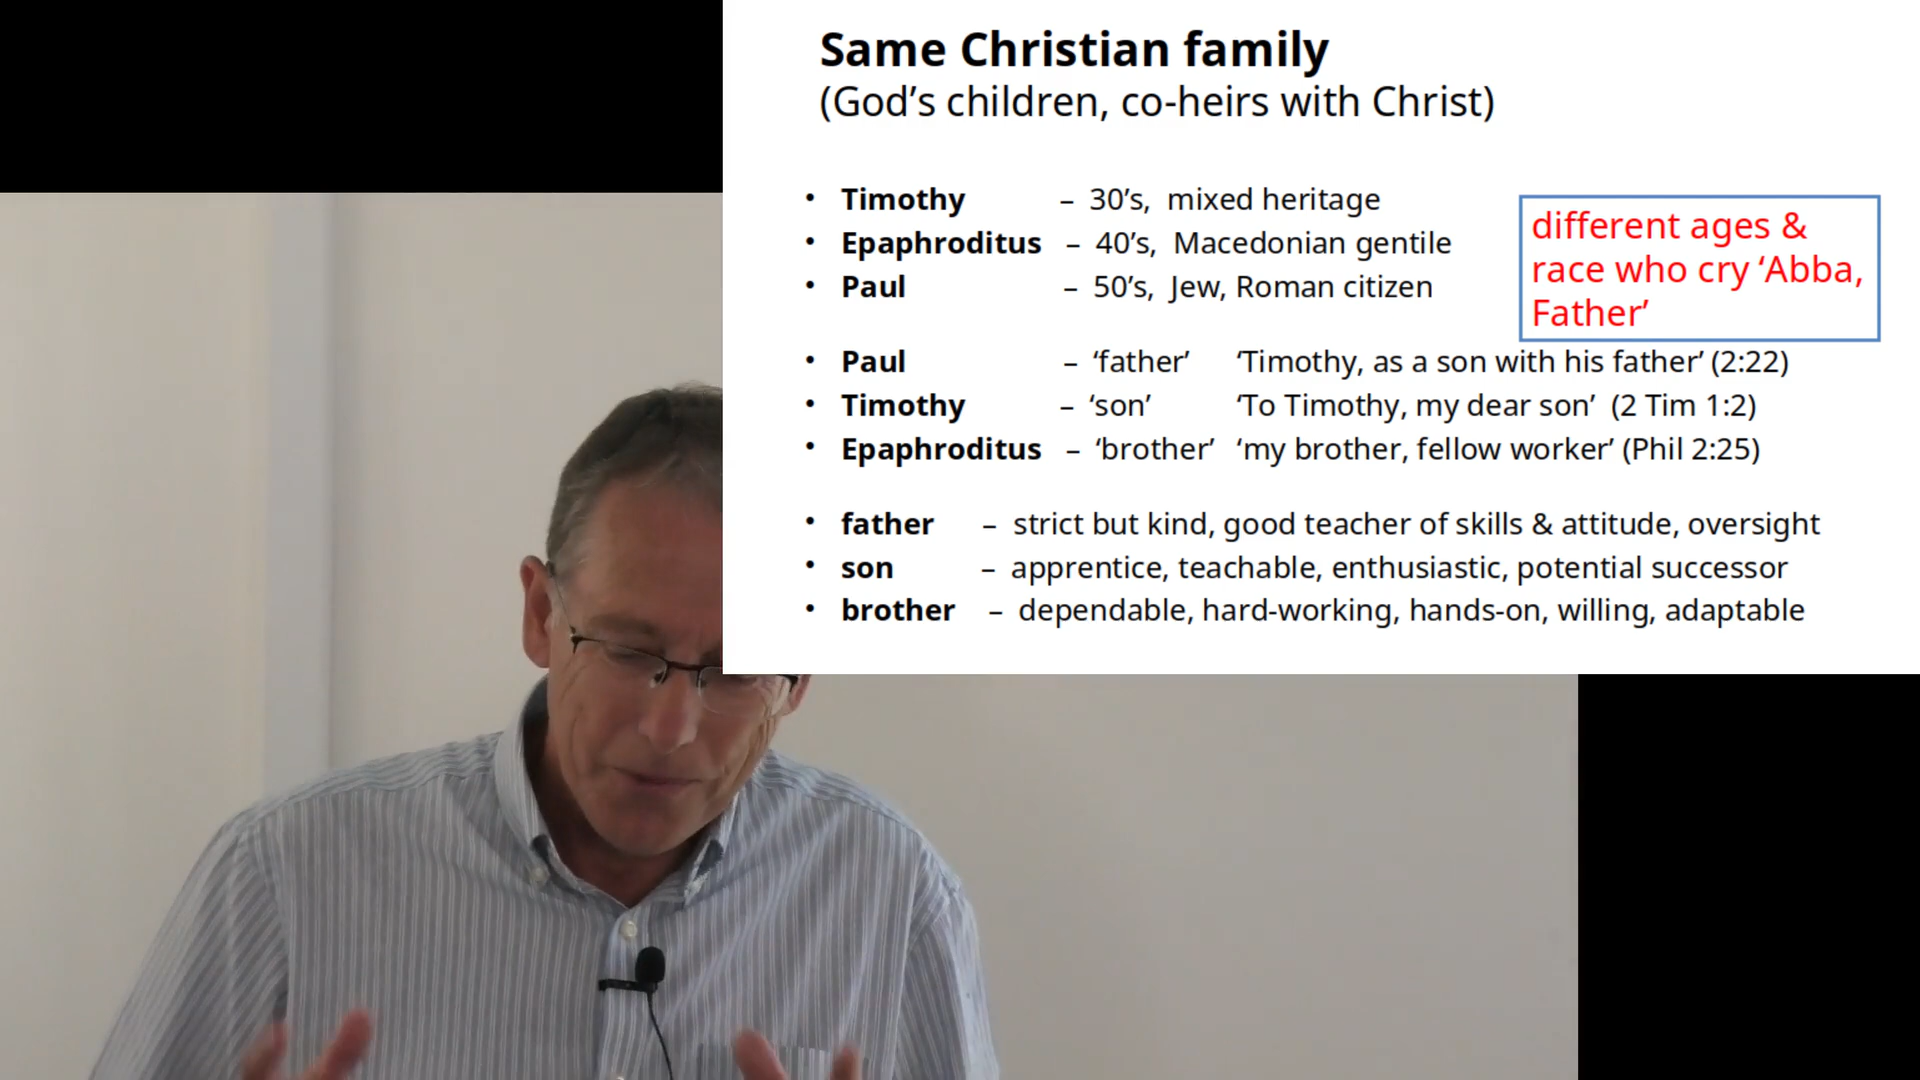 Same Christian family
(God’s children, co-heirs with Christ)
• Timothy – 30’s, mixed heritage
• Epaphroditus – 40’s, Macedonian gentile
• Paul – 50’s, Jew, Roman citizen
different ages &
race who cry ‘Abba,
Father’
• Paul – ‘father’ ‘Timothy, as a son with his father’ (2:22)
• Timothy – ‘son’ ‘To Timothy, my dear son’ (2 Tim 1:2)
• Epaphroditus – ‘brother’ ‘my brother, fellow worker’ (Phil 2:25)
• father – strict but kind, good teacher of skills & attitude, oversight
• son – apprentice, teachable, enthusiastic, potential successor
• brother – dependable, hard-working, hands-on, willing, adaptable